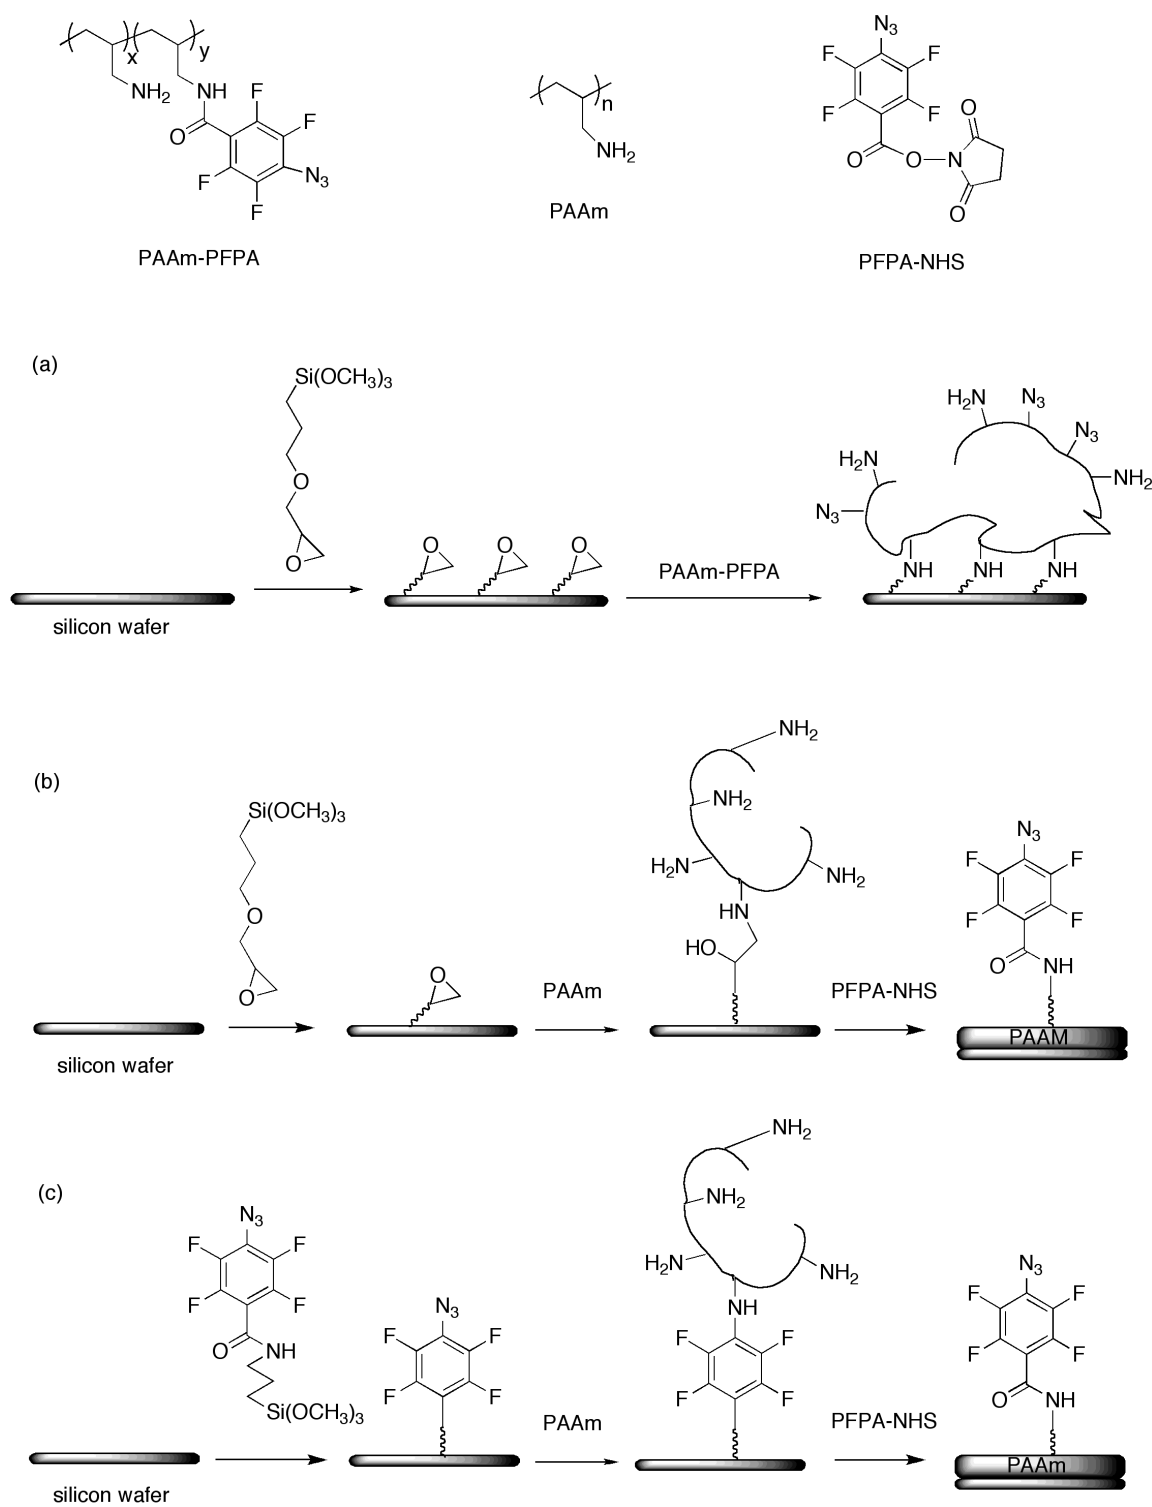 N₃
F F
F F
O O N
O
O
PFPA-NHS
x y
NH₂ NH
O F
F
F N₃
F
PAAm-PFPA
n
NH₂
PAAm
(a)
Si(OCH₃)₃
O
O
silicon wafer
O O O
PAAm-PFPA
H₂N N₃
N₃
H₂N NH₂
N₃
NH NH NH
(b)
Si(OCH₃)₃
O
O
silicon wafer
O
PAAm
NH₂
NH₂
H₂N NH₂
HN
HO
PFPA-NHS
N₃
F F
F F
O NH
PAAM
(c)
N₃
F F
F F
O NH
Si(OCH₃)₃
silicon wafer
N₃
F F
F F
PAAm
NH₂
NH₂
H₂N NH₂
NH
F F
F F
PFPA-NHS
N₃
F F
F F
O NH
PAAm